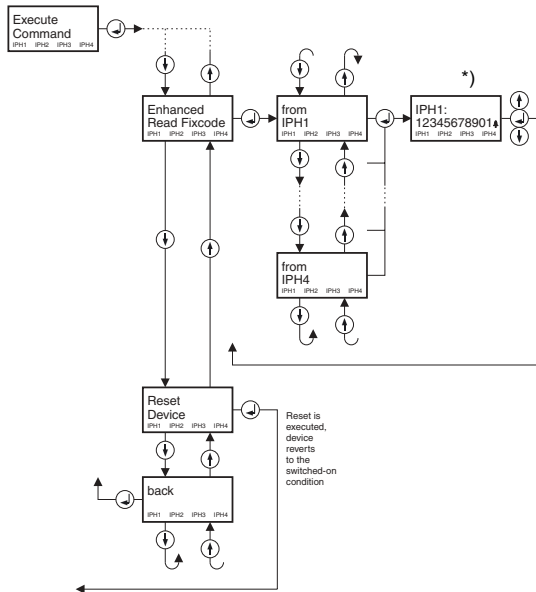 Execute
Command
IPH1 IPH2 IPH3 IPH4
Enhanced
Read Fixcode
IPH1 IPH2 IPH3 IPH4
from
IPH1
IPH1 IPH2 IPH3 IPH4
*)
IPH1:
12345678901
IPH1 IPH2 IPH3 IPH4
from
IPH4
IPH1 IPH2 IPH3 IPH4
Reset
Device
IPH1 IPH2 IPH3 IPH4
Reset is
executed,
device
reverts
to the
switched-on
condition
back
IPH1 IPH2 IPH3 IPH4